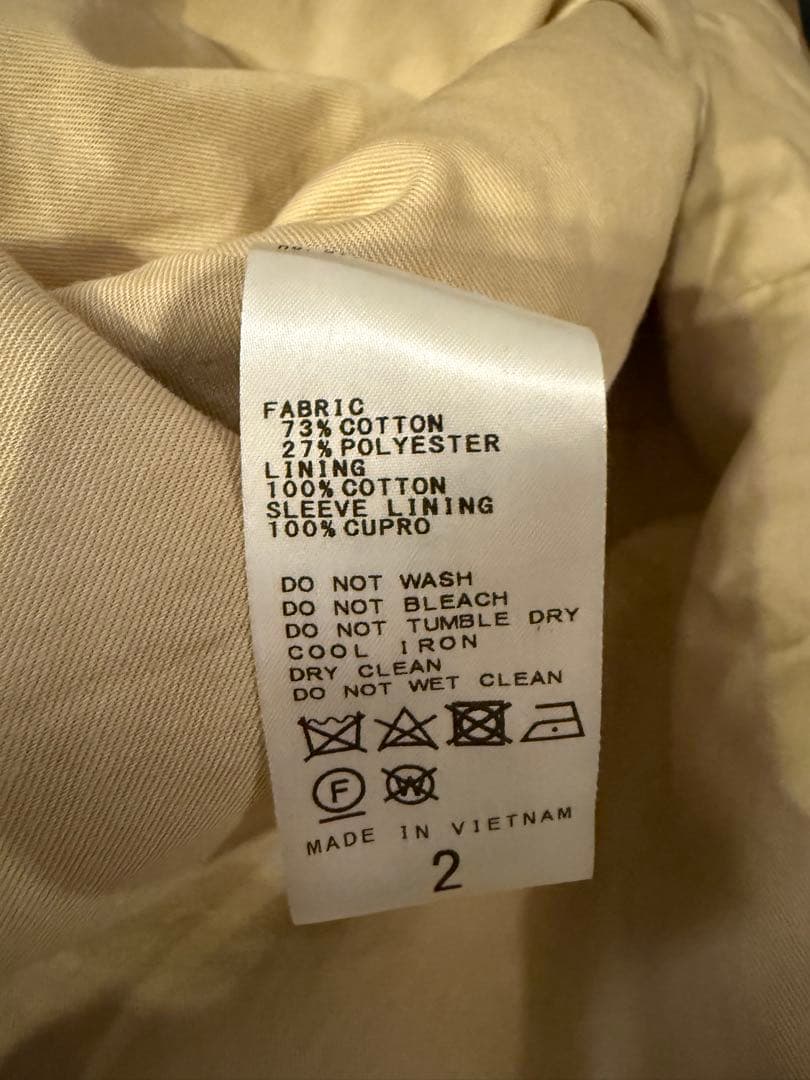 FABRIC
73% COTTON
27% POLYESTER
LINING
100% COTTON
SLEEVE LINING
100% CUPRO
DO NOT WASH
DO NOT BLEACH
DO NOT TUMBLE DRY
COOL IRON
DRY CLEAN
DO NOT WET CLEAN
F W
MADE IN VIETNAM
2